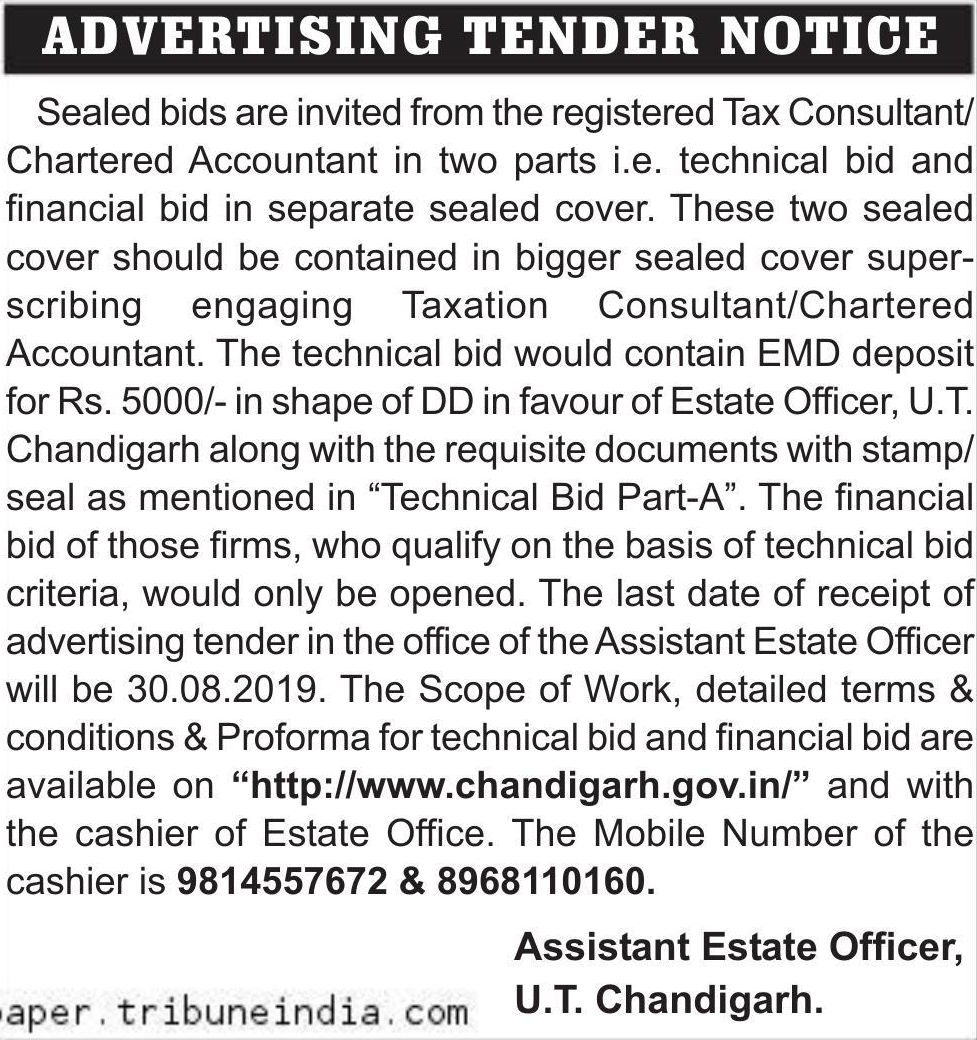 ADVERTISING TENDER NOTICE
Sealed bids are invited from the registered Tax Consultant/
Chartered Accountant in two parts i.e. technical bid and
financial bid in separate sealed cover. These two sealed
cover should be contained in bigger sealed cover super-
scribing engaging Taxation Consultant/Chartered
Accountant. The technical bid would contain EMD deposit
for Rs. 5000/- in shape of DD in favour of Estate Officer, U.T.
Chandigarh along with the requisite documents with stamp/
seal as mentioned in “Technical Bid Part-A”. The financial
bid of those firms, who qualify on the basis of technical bid
criteria, would only be opened. The last date of receipt of
advertising tender in the office of the Assistant Estate Officer
will be 30.08.2019. The Scope of Work, detailed terms &
conditions & Proforma for technical bid and financial bid are
available on “http://www.chandigarh.gov.in/” and with
the cashier of Estate Office. The Mobile Number of the
cashier is 9814557672 & 8968110160.
Assistant Estate Officer,
U.T. Chandigarh.
aper.tribuneindia.com